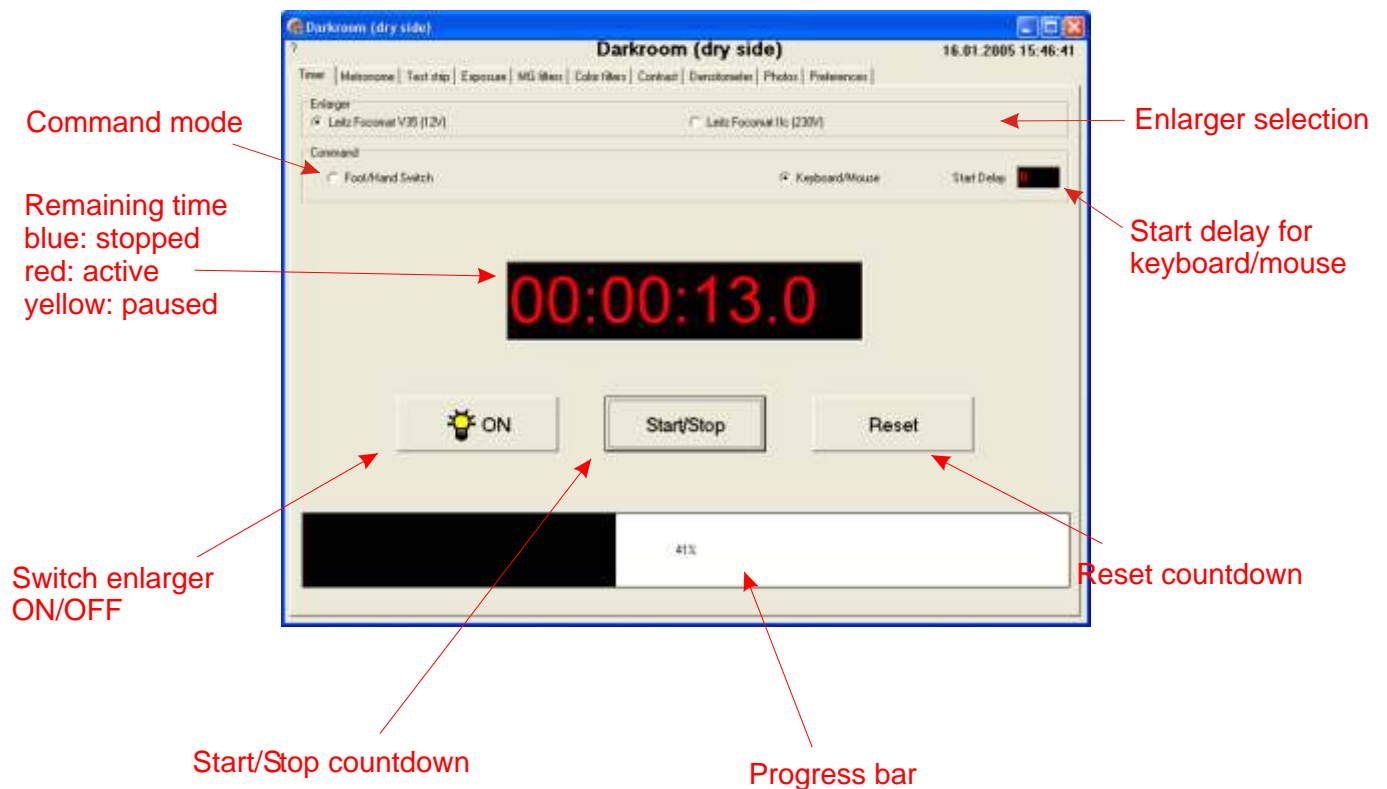 Darkroom (dry side)
?
Darkroom (dry side)
16.01.2005 15:46:41
Timer Metronome Test strip Exposure MG filters Color filters Contrast Densitometer Photos Preferences
Enlarger
Leitz Focomat V35 (12V) Leitz Focomat IIc (230V)
Command mode
Enlarger selection
Command
Foot/Hand Switch Keyboard/Mouse Start Delay 0
Remaining time
blue: stopped
red: active
yellow: paused
Start delay for
keyboard/mouse
00:00:13.0
ON Start/Stop Reset
41%
Switch enlarger
ON/OFF
Reset countdown
Start/Stop countdown
Progress bar